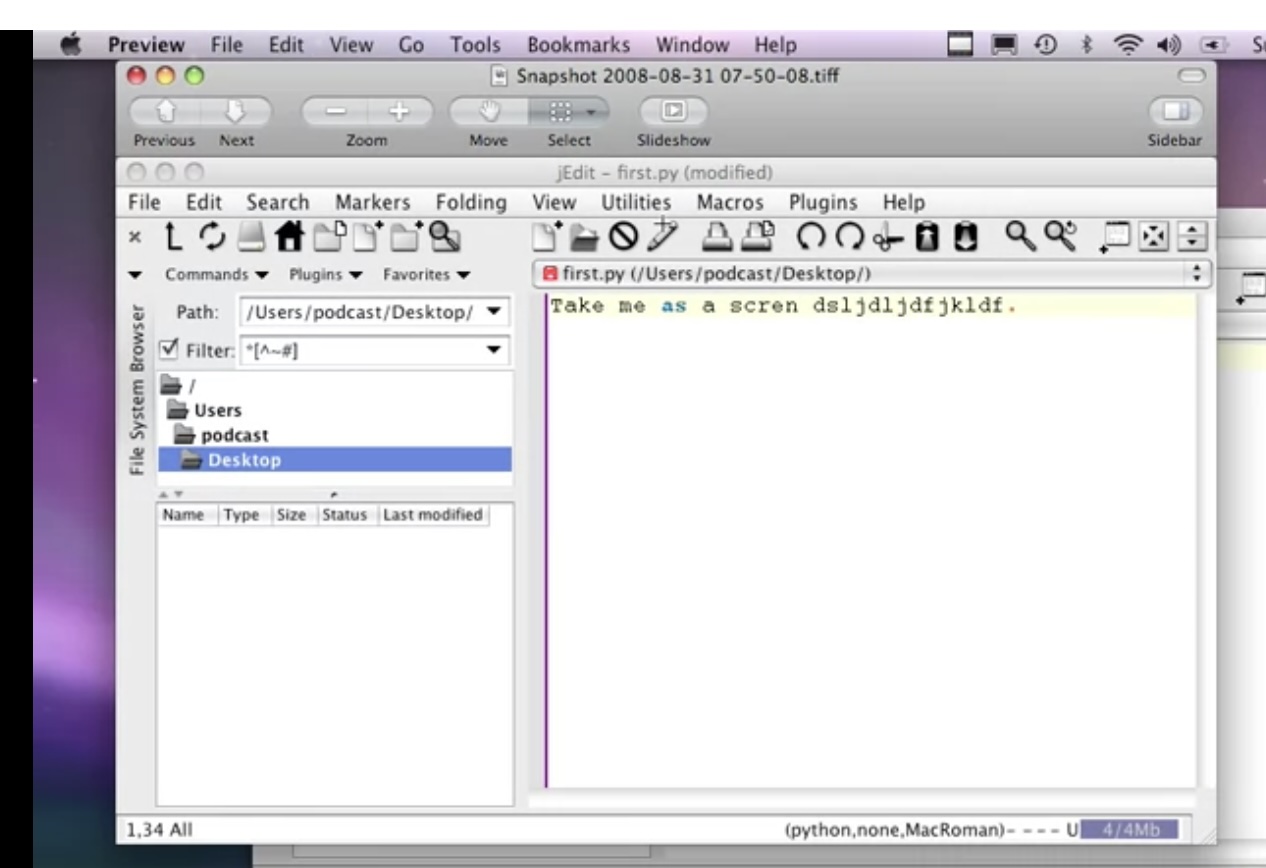 Preview File Edit View Go Tools Bookmarks Window Help
Snapshot 2008-08-31 07-50-08.tiff
Previous Next Zoom Move Select Slideshow Sidebar
jEdit - first.py (modified)
File Edit Search Markers Folding View Utilities Macros Plugins Help
Commands Plugins Favorites
first.py (/Users/podcast/Desktop/)
File System Browser
Path: /Users/podcast/Desktop/
Filter: *[^~#]
/
Users
podcast
Desktop
Name Type Size Status Last modified
Take me as a scren dsljdljdfjkldf.
1,34 All
(python,none,MacRoman)- - - - U 4/4Mb